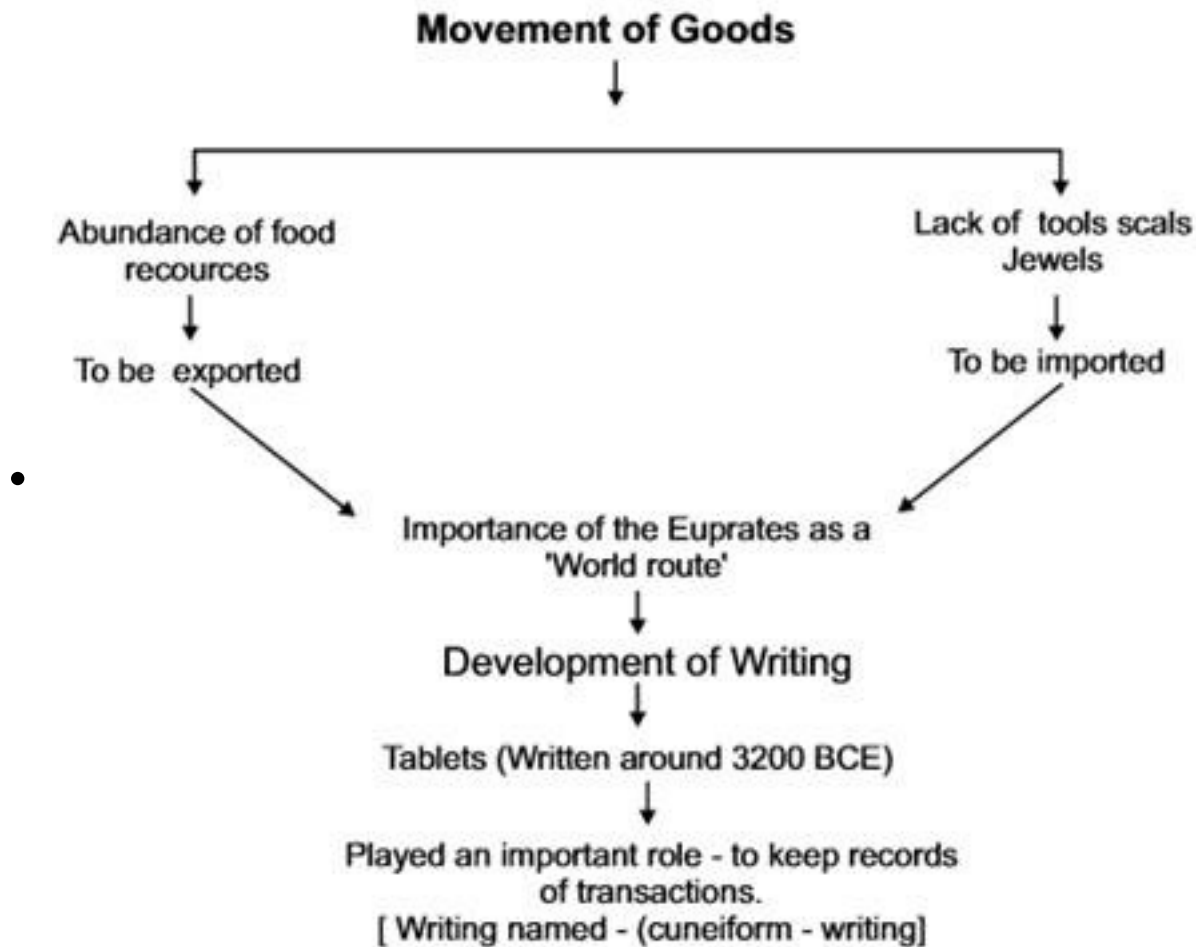 Movement of Goods
Abundance of food
recources
Lack of tools scals
Jewels
To be exported
To be imported
Importance of the Euprates as a
'World route'
Development of Writing
Tablets (Written around 3200 BCE)
Played an important role - to keep records
of transactions.
[ Writing named - (cuneiform - writing]